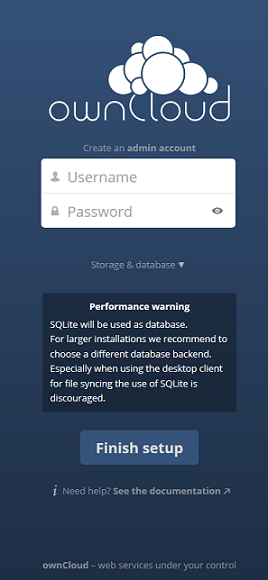 ownCloud
Create an admin account
Username
Password
Storage & database ▼
Performance warning
SQLite will be used as database.
For larger installations we recommend to
choose a different database backend.
Especially when using the desktop client
for file syncing the use of SQLite is
discouraged.
Finish setup
i Need help? See the documentation ↗
ownCloud – web services under your control